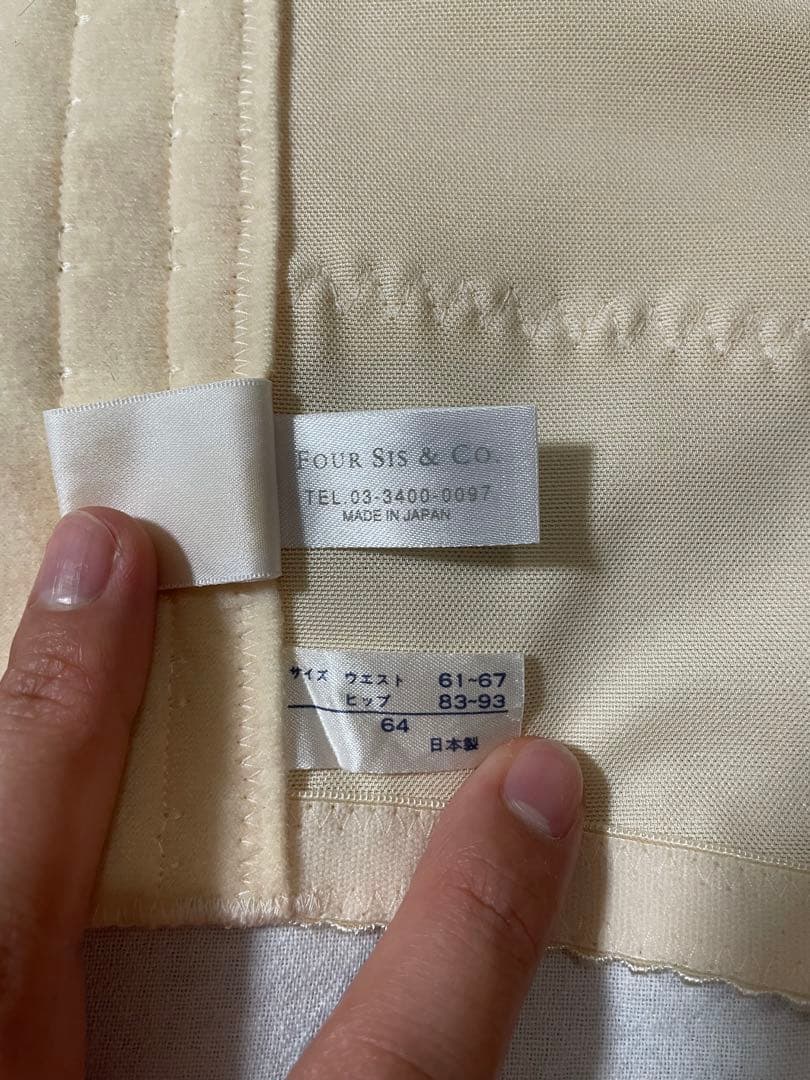 FOUR SIS & CO.
TEL.03-3400-0097
MADE IN JAPAN
サイズ ウエスト 61~67
ヒップ 83~93
64
日本製